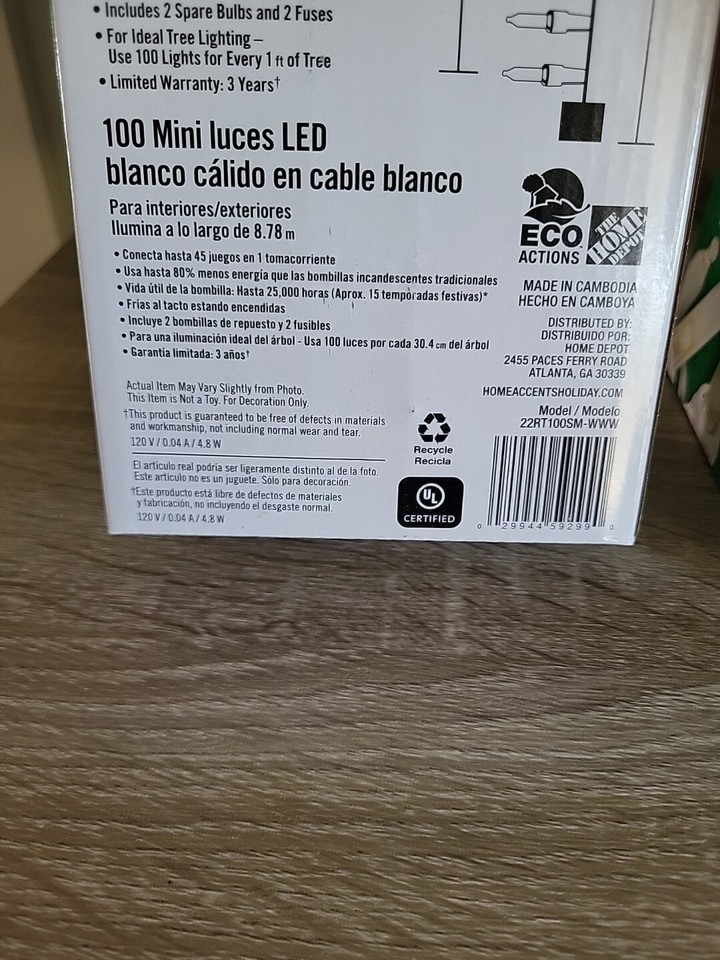 • Includes 2 Spare Bulbs and 2 Fuses
• For Ideal Tree Lighting –
Use 100 Lights for Every 1 ft of Tree
• Limited Warranty: 3 Years†
100 Mini luces LED
blanco cálido en cable blanco
Para interiores/exteriores
Ilumina a lo largo de 8.78 m
• Conecta hasta 45 juegos en 1 tomacorriente
• Usa hasta 80% menos energía que las bombillas incandescentes tradicionales
• Vida útil de la bombilla: Hasta 25,000 horas (Aprox. 15 temporadas festivas)*
• Frías al tacto estando encendidas
• Incluye 2 bombillas de repuesto y 2 fusibles
• Para una iluminación ideal del árbol - Usa 100 luces por cada 30.4 cm del árbol
• Garantía limitada: 3 años†
Actual Item May Vary Slightly from Photo.
This Item is Not a Toy. For Decoration Only.
†This product is guaranteed to be free of defects in materials
and workmanship, not including normal wear and tear.
120 V / 0.04 A / 4.8 W
El artículo real podría ser ligeramente distinto al de la foto.
Este artículo no es un juguete. Sólo para decoración.
†Este producto está libre de defectos de materiales
y fabricación, no incluyendo el desgaste normal.
120 V / 0.04 A / 4.8 W
Recycle
Recicla
UL
CERTIFIED
ECO
ACTIONS
THE
HOME
DEPOT
MADE IN CAMBODIA
HECHO EN CAMBOYA
DISTRIBUTED BY:
DISTRIBUIDO POR:
HOME DEPOT
2455 PACES FERRY ROAD
ATLANTA, GA 30339
HOMEACCENTSHOLIDAY.COM
Model / Modelo
22RT100SM-WWW
0 29944 59299 0